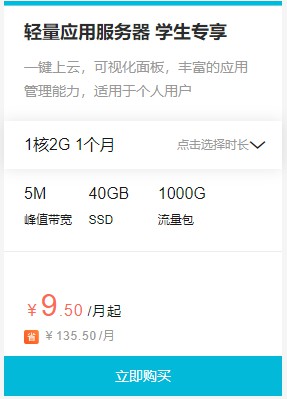 轻量应用服务器 学生专享
一键上云，可视化面板，丰富的应用
管理能力，适用于个人用户
1核2G 1个月 点击选择时长
5M 40GB 1000G
峰值带宽 SSD 流量包
¥9.50 /月起
省 ¥135.50/月
立即购买